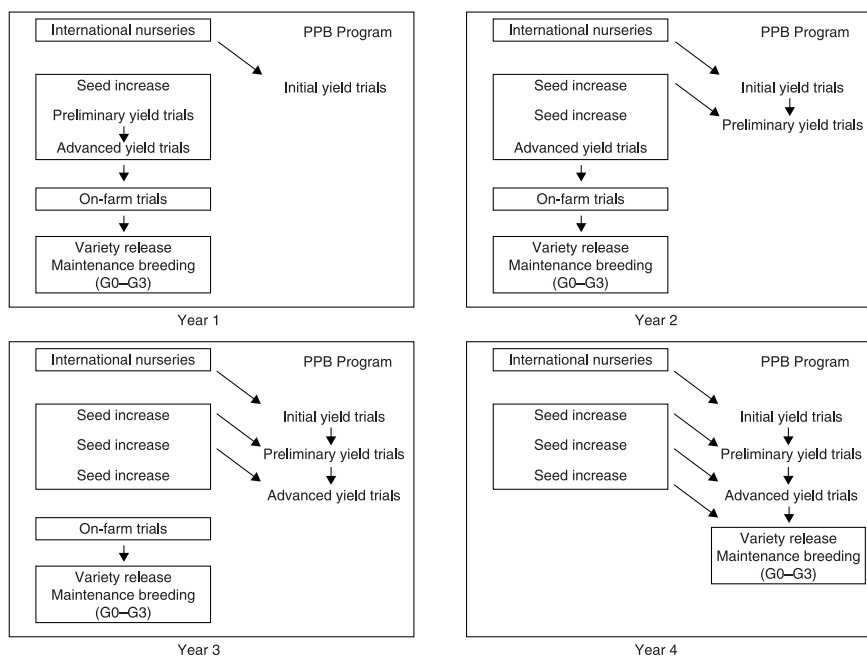 International nurseries
PPB Program
Seed increase
Initial yield trials
Preliminary yield trials
Advanced yield trials
On-farm trials
Variety release
Maintenance breeding
(G0–G3)
Year 1
International nurseries
PPB Program
Seed increase
Initial yield trials
Seed increase
Preliminary yield trials
Advanced yield trials
On-farm trials
Variety release
Maintenance breeding
(G0–G3)
Year 2
International nurseries
PPB Program
Seed increase
Initial yield trials
Seed increase
Preliminary yield trials
Seed increase
Advanced yield trials
On-farm trials
Variety release
Maintenance breeding
(G0–G3)
Year 3
International nurseries
PPB Program
Seed increase
Initial yield trials
Seed increase
Preliminary yield trials
Seed increase
Advanced yield trials
Variety release
Maintenance breeding
(G0–G3)
Year 4